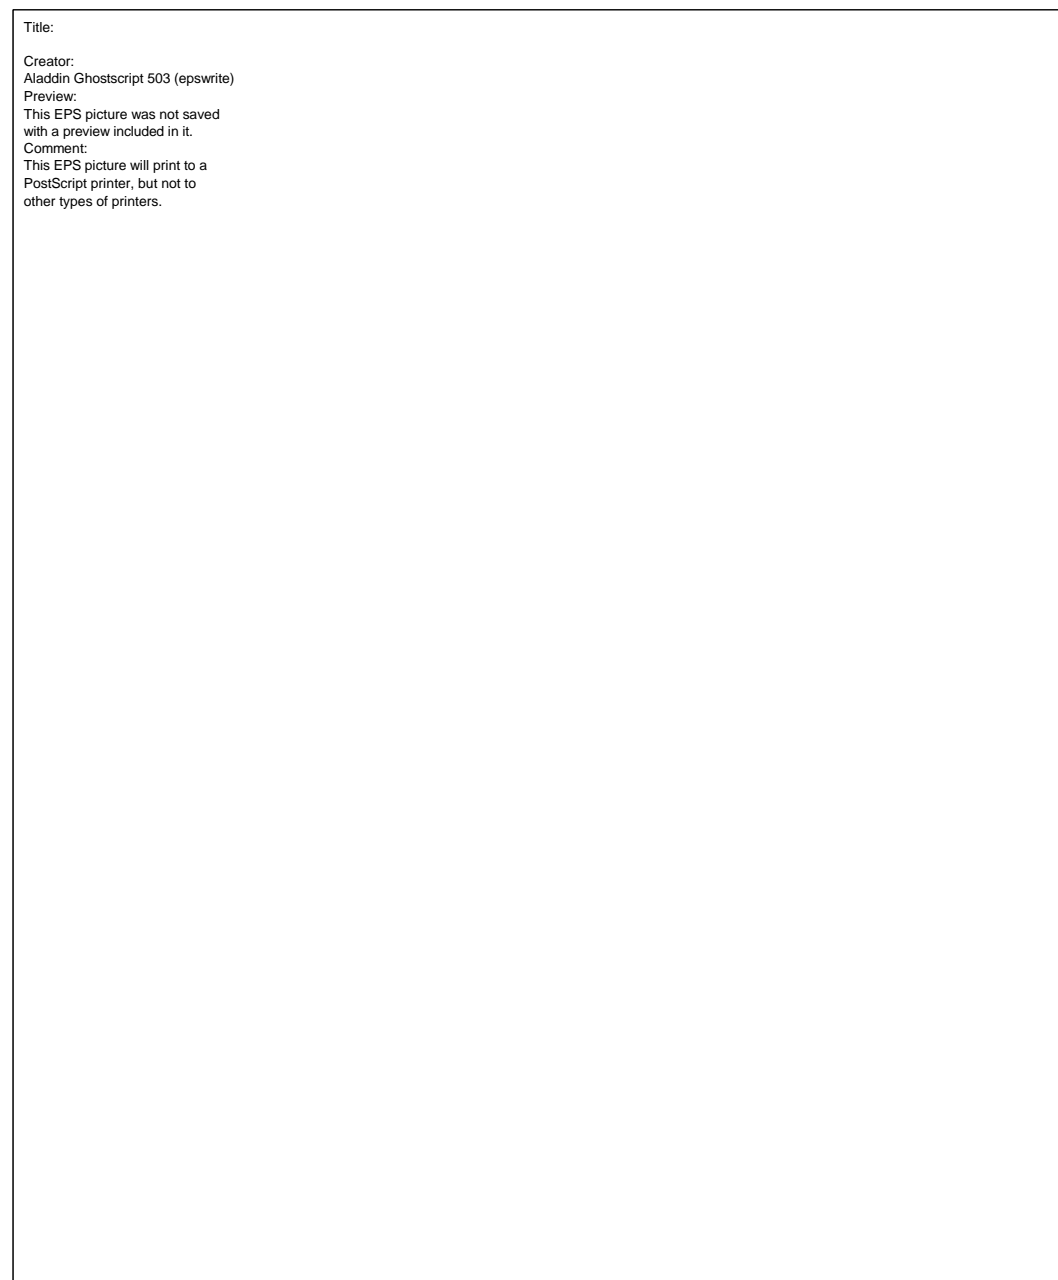 Title:
Creator:
Aladdin Ghostscript 503 (epswrite)
Preview:
This EPS picture was not saved
with a preview included in it.
Comment:
This EPS picture will print to a
PostScript printer, but not to
other types of printers.